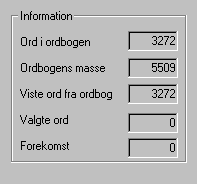 Information
Ord i ordbogen 3272
Ordbogens masse 5509
Viste ord fra ordbog 3272
Valgte ord 0
Forekomst 0